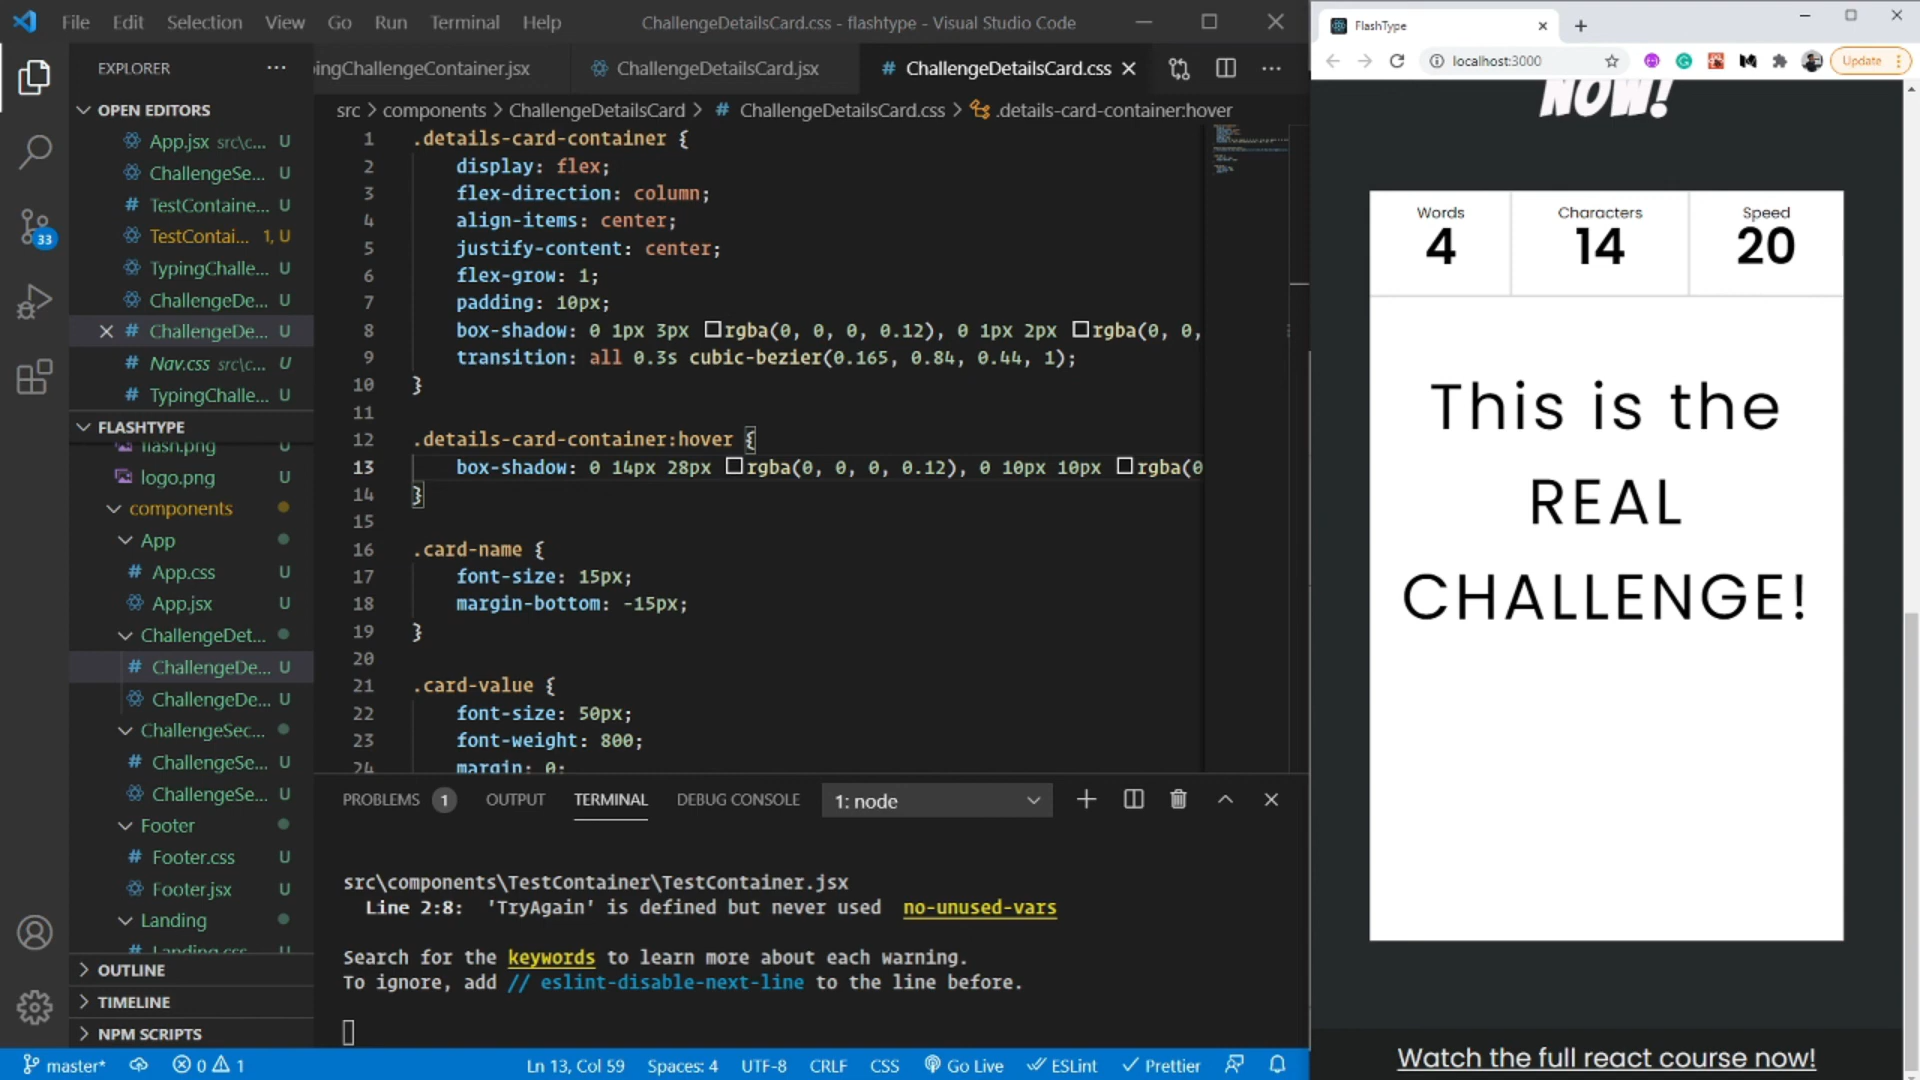 File Edit Selection View Go Run Terminal Help
ChallengeDetailsCard.css - flashtype - Visual Studio Code
EXPLORER
OPEN EDITORS
App.jsx src\c... U
ChallengeSe... U
TestContaine... U
TestContai... 1, U
TypingChalle... U
ChallengeDe... U
ChallengeDe... U
Nav.css src\c... U
TypingChalle... U
FLASHTYPE
flash.png U
logo.png U
components
App
App.css U
App.jsx U
ChallengeDet...
ChallengeDe... U
ChallengeDe... U
ChallengeSec...
ChallengeSe... U
ChallengeSe... U
Footer
Footer.css U
Footer.jsx U
Landing
Landing.css U
OUTLINE
TIMELINE
NPM SCRIPTS
33
ingChallengeContainer.jsx ChallengeDetailsCard.jsx # ChallengeDetailsCard.css
src > components > ChallengeDetailsCard > # ChallengeDetailsCard.css > .details-card-container:hover
1 .details-card-container {
2 display: flex;
3 flex-direction: column;
4 align-items: center;
5 justify-content: center;
6 flex-grow: 1;
7 padding: 10px;
8 box-shadow: 0 1px 3px rgba(0, 0, 0, 0.12), 0 1px 2px rgba(0, 0,
9 transition: all 0.3s cubic-bezier(0.165, 0.84, 0.44, 1);
10 }
11
12 .details-card-container:hover {
13 box-shadow: 0 14px 28px rgba(0, 0, 0, 0.12), 0 10px 10px rgba(0
14 }
15
16 .card-name {
17 font-size: 15px;
18 margin-bottom: -15px;
19 }
20
21 .card-value {
22 font-size: 50px;
23 font-weight: 800;
24 margin: 0;
PROBLEMS 1 OUTPUT TERMINAL DEBUG CONSOLE 1: node
src\components\TestContainer\TestContainer.jsx
Line 2:8: 'TryAgain' is defined but never used no-unused-vars
Search for the keywords to learn more about each warning.
To ignore, add // eslint-disable-next-line to the line before.
master* 0 1 Ln 13, Col 59 Spaces: 4 UTF-8 CRLF CSS Go Live ESLint Prettier
FlashType
localhost:3000
Update
NOW!
Words
4
Characters
14
Speed
20
This is the
REAL
CHALLENGE!
Watch the full react course now!